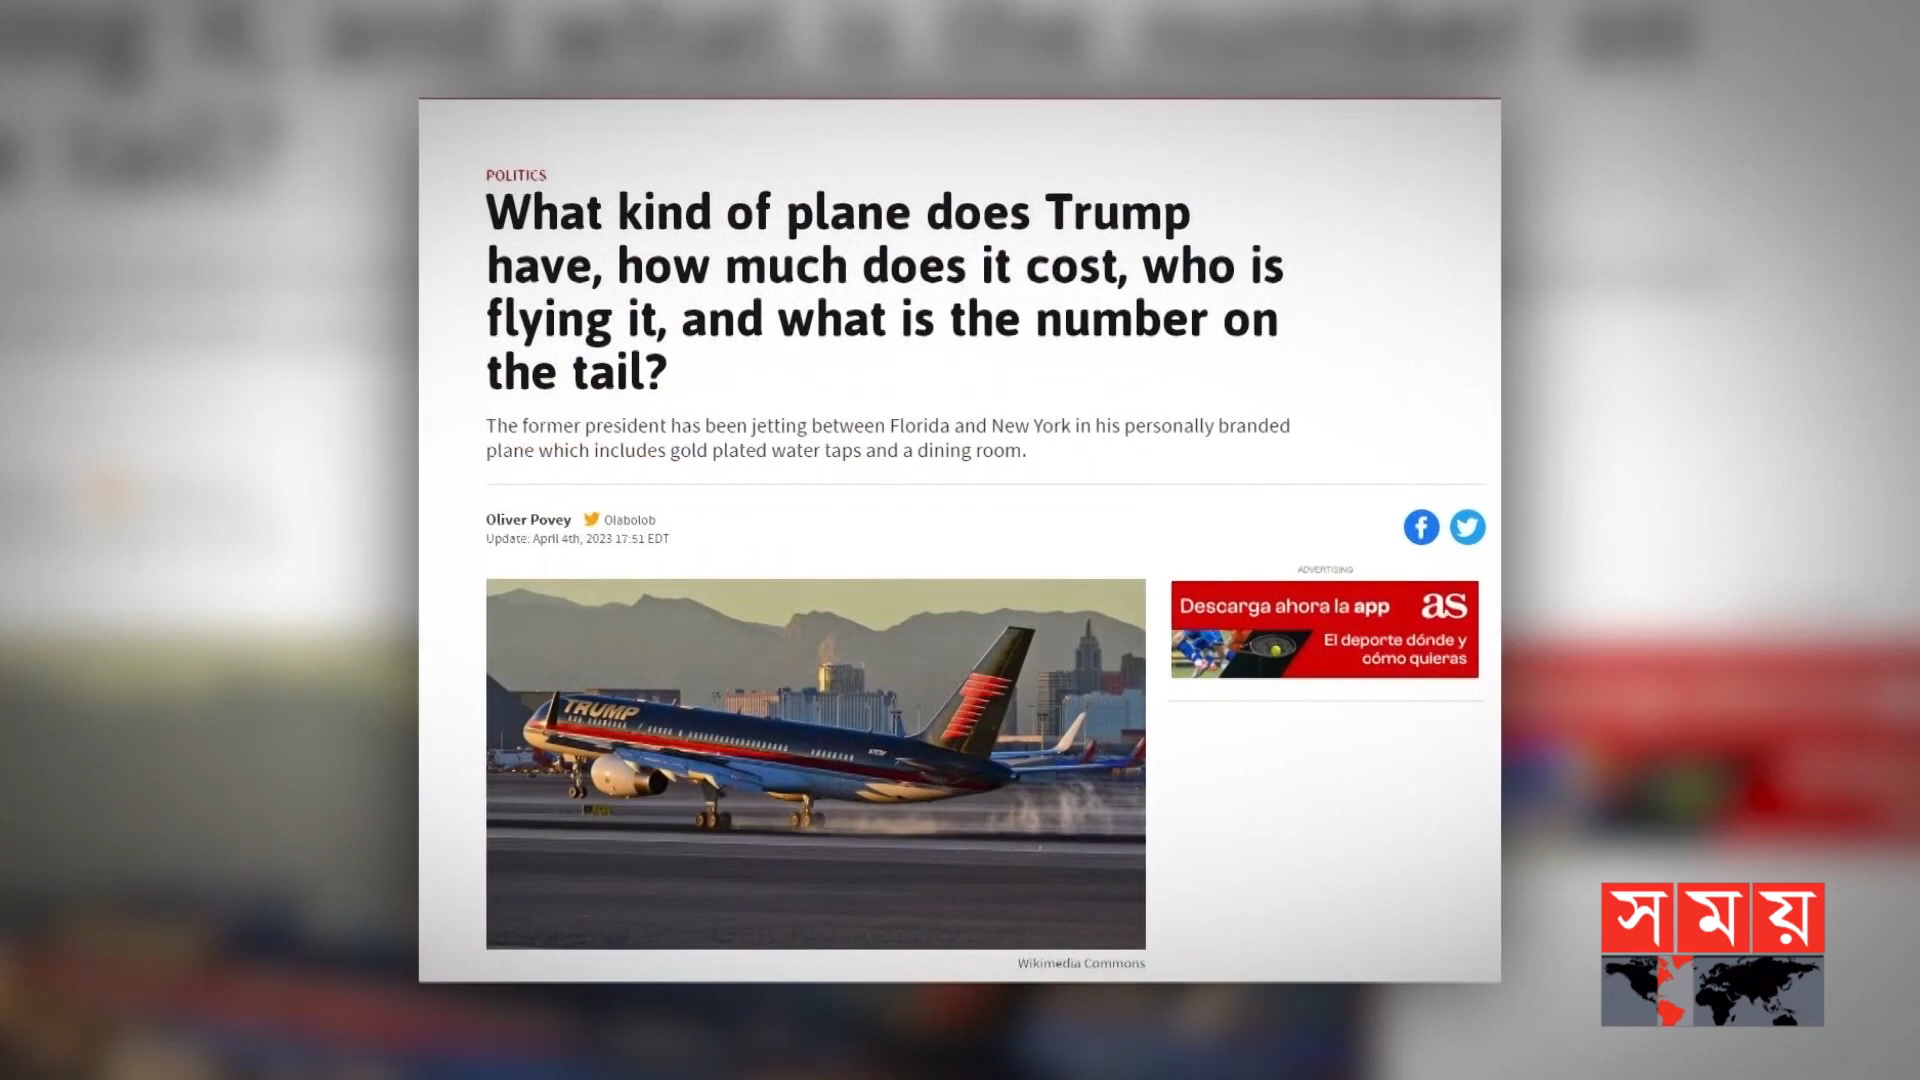 POLITICS
What kind of plane does Trump
have, how much does it cost, who is
flying it, and what is the number on
the tail?
The former president has been jetting between Florida and New York in his personally branded
plane which includes gold plated water taps and a dining room.
Oliver Povey Olabolob
Update: April 4th, 2023 17:51 EDT
ADVERTISING
Descarga ahora la app as
El deporte dónde y
cómo quieras
TRUMP
Wikimedia Commons
সময়